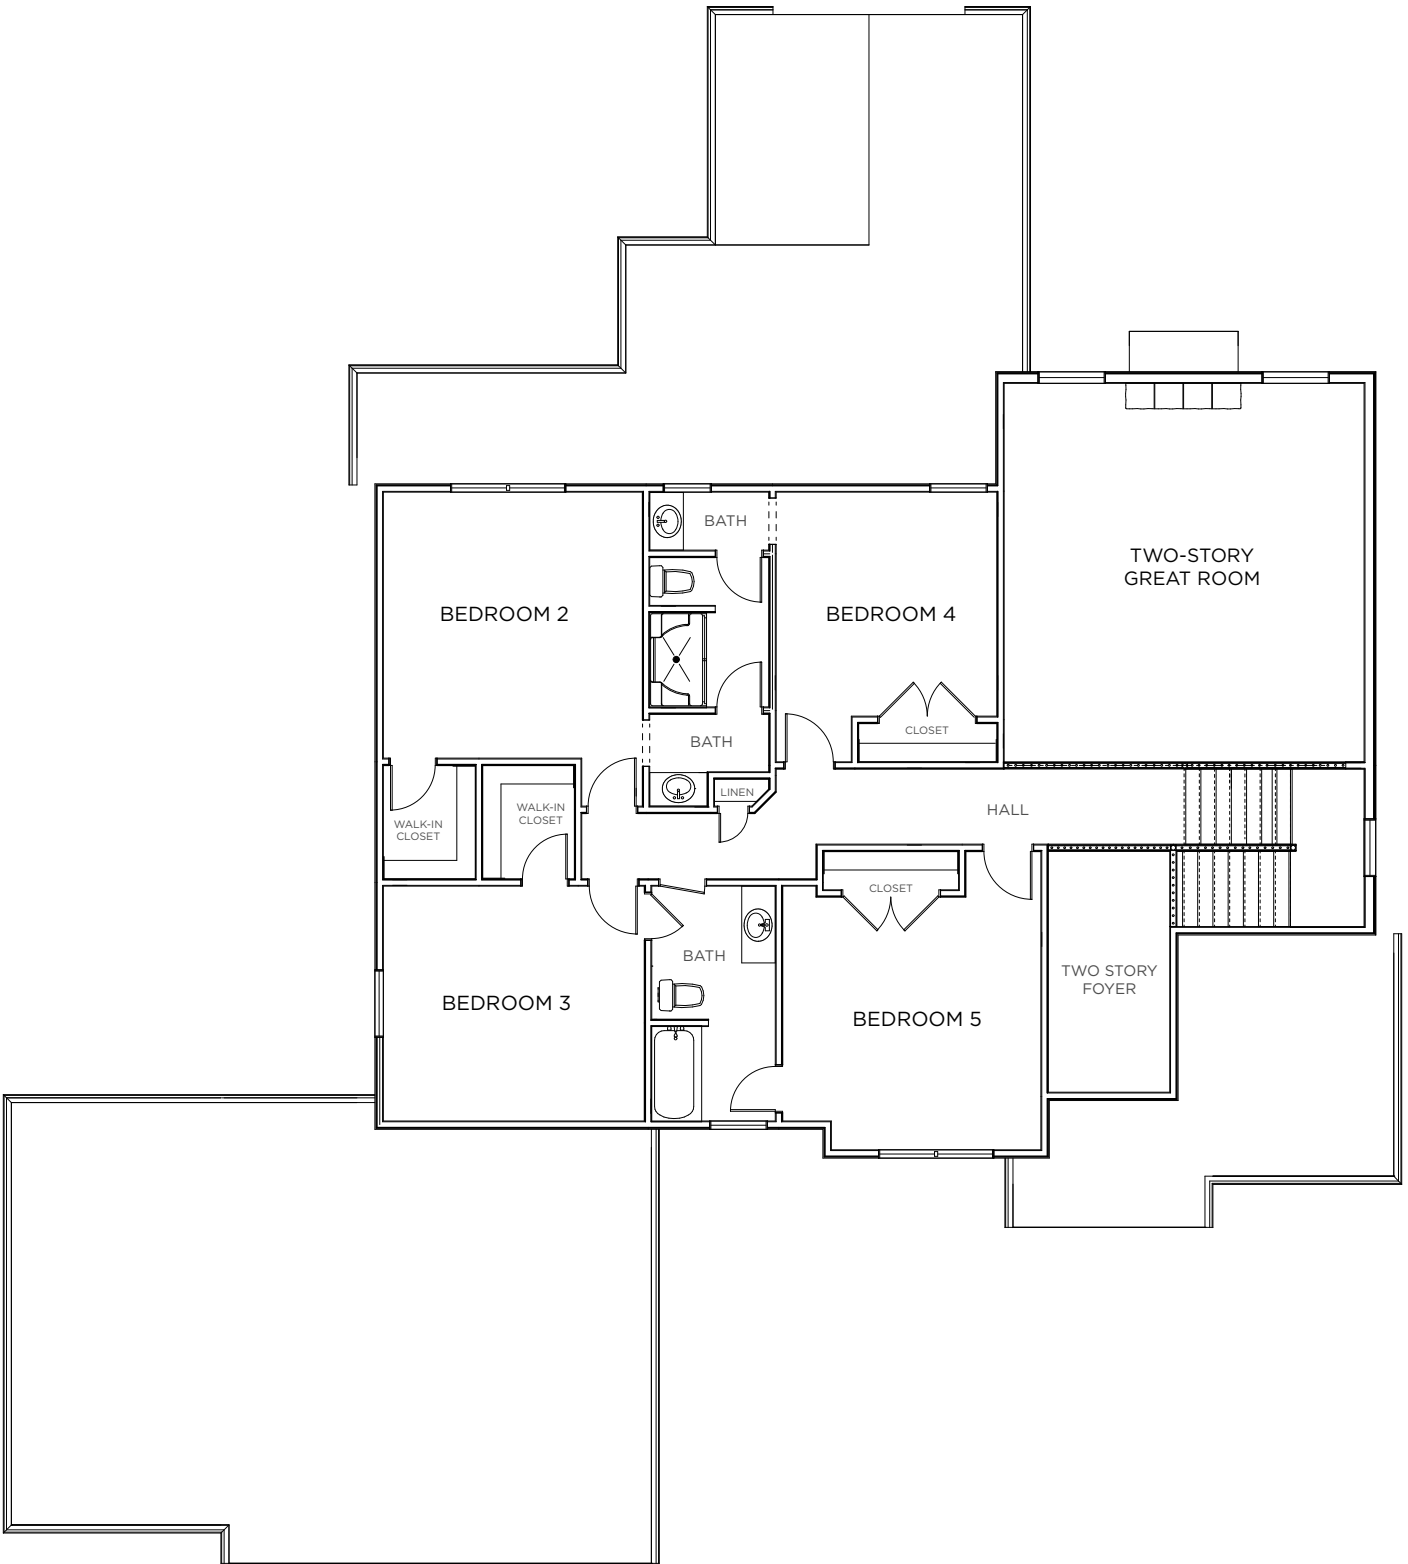 BATH
TWO-STORY
GREAT ROOM
BEDROOM 2
BEDROOM 4
CLOSET
BATH
LINEN
WALK-IN
CLOSET
WALK-IN
CLOSET
HALL
CLOSET
BATH
TWO STORY
FOYER
BEDROOM 3
BEDROOM 5